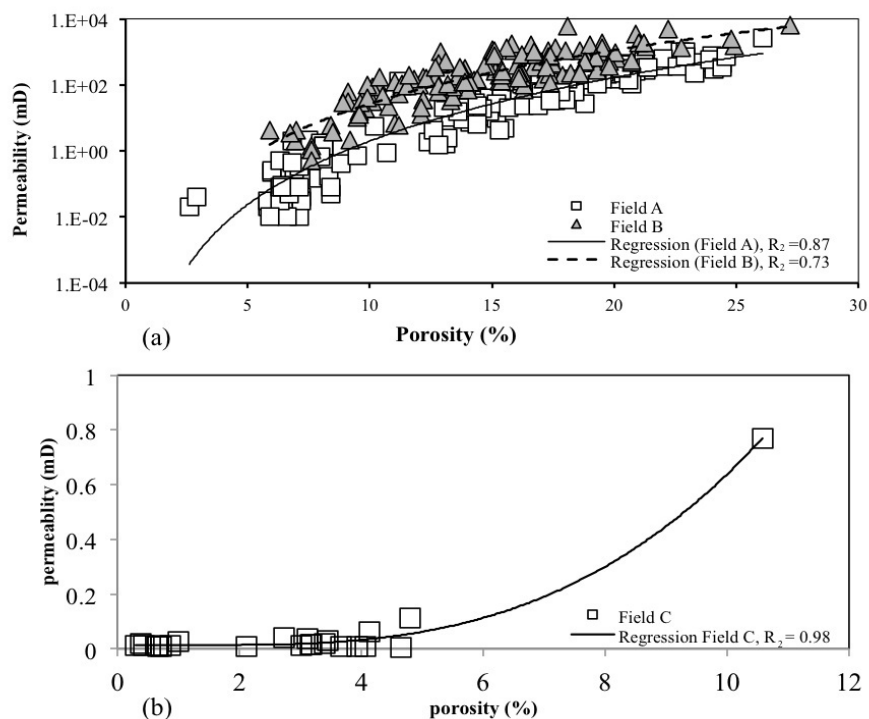 1.E+04
1.E+02
1.E+00
1.E-02
1.E-04
Permeability (mD)
Field A
Field B
Regression (Field A), R₂ =0.87
Regression (Field B), R₂ =0.73
0 5 10 15 20 25 30
(a)
Porosity (%)
1
0.8
0.6
0.4
0.2
0
permeablity (mD)
Field C
Regression Field C, R₂ = 0.98
0 2 4 6 8 10 12
(b)
porosity (%)